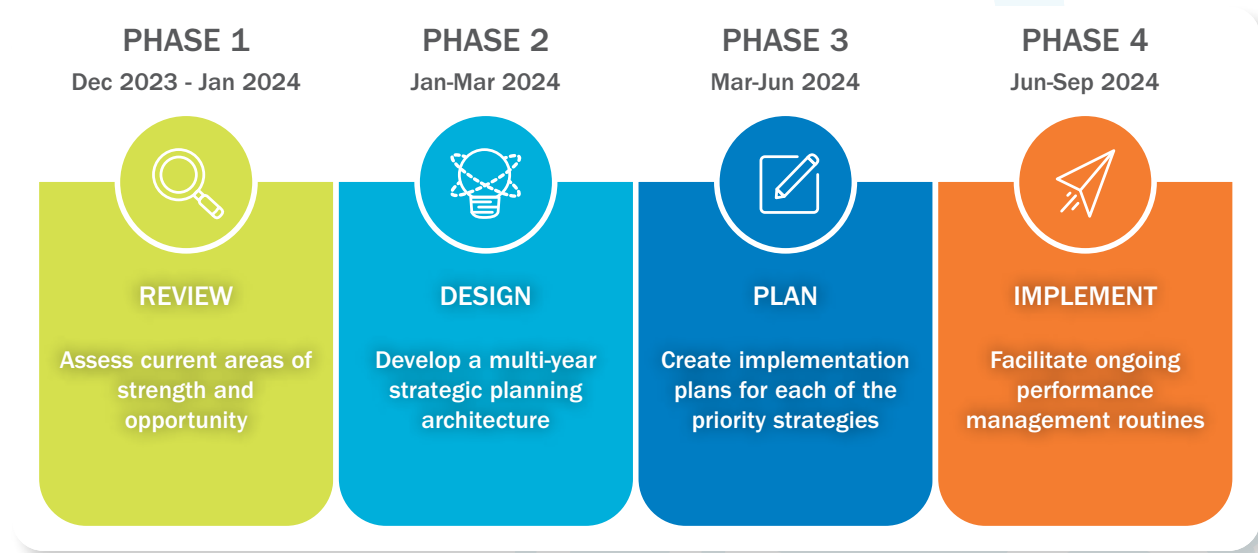 PHASE 1
Dec 2023 - Jan 2024
REVIEW
Assess current areas of
strength and
opportunity
PHASE 2
Jan-Mar 2024
DESIGN
Develop a multi-year
strategic planning
architecture
PHASE 3
Mar-Jun 2024
PLAN
Create implementation
plans for each of the
priority strategies
PHASE 4
Jun-Sep 2024
IMPLEMENT
Facilitate ongoing
performance
management routines